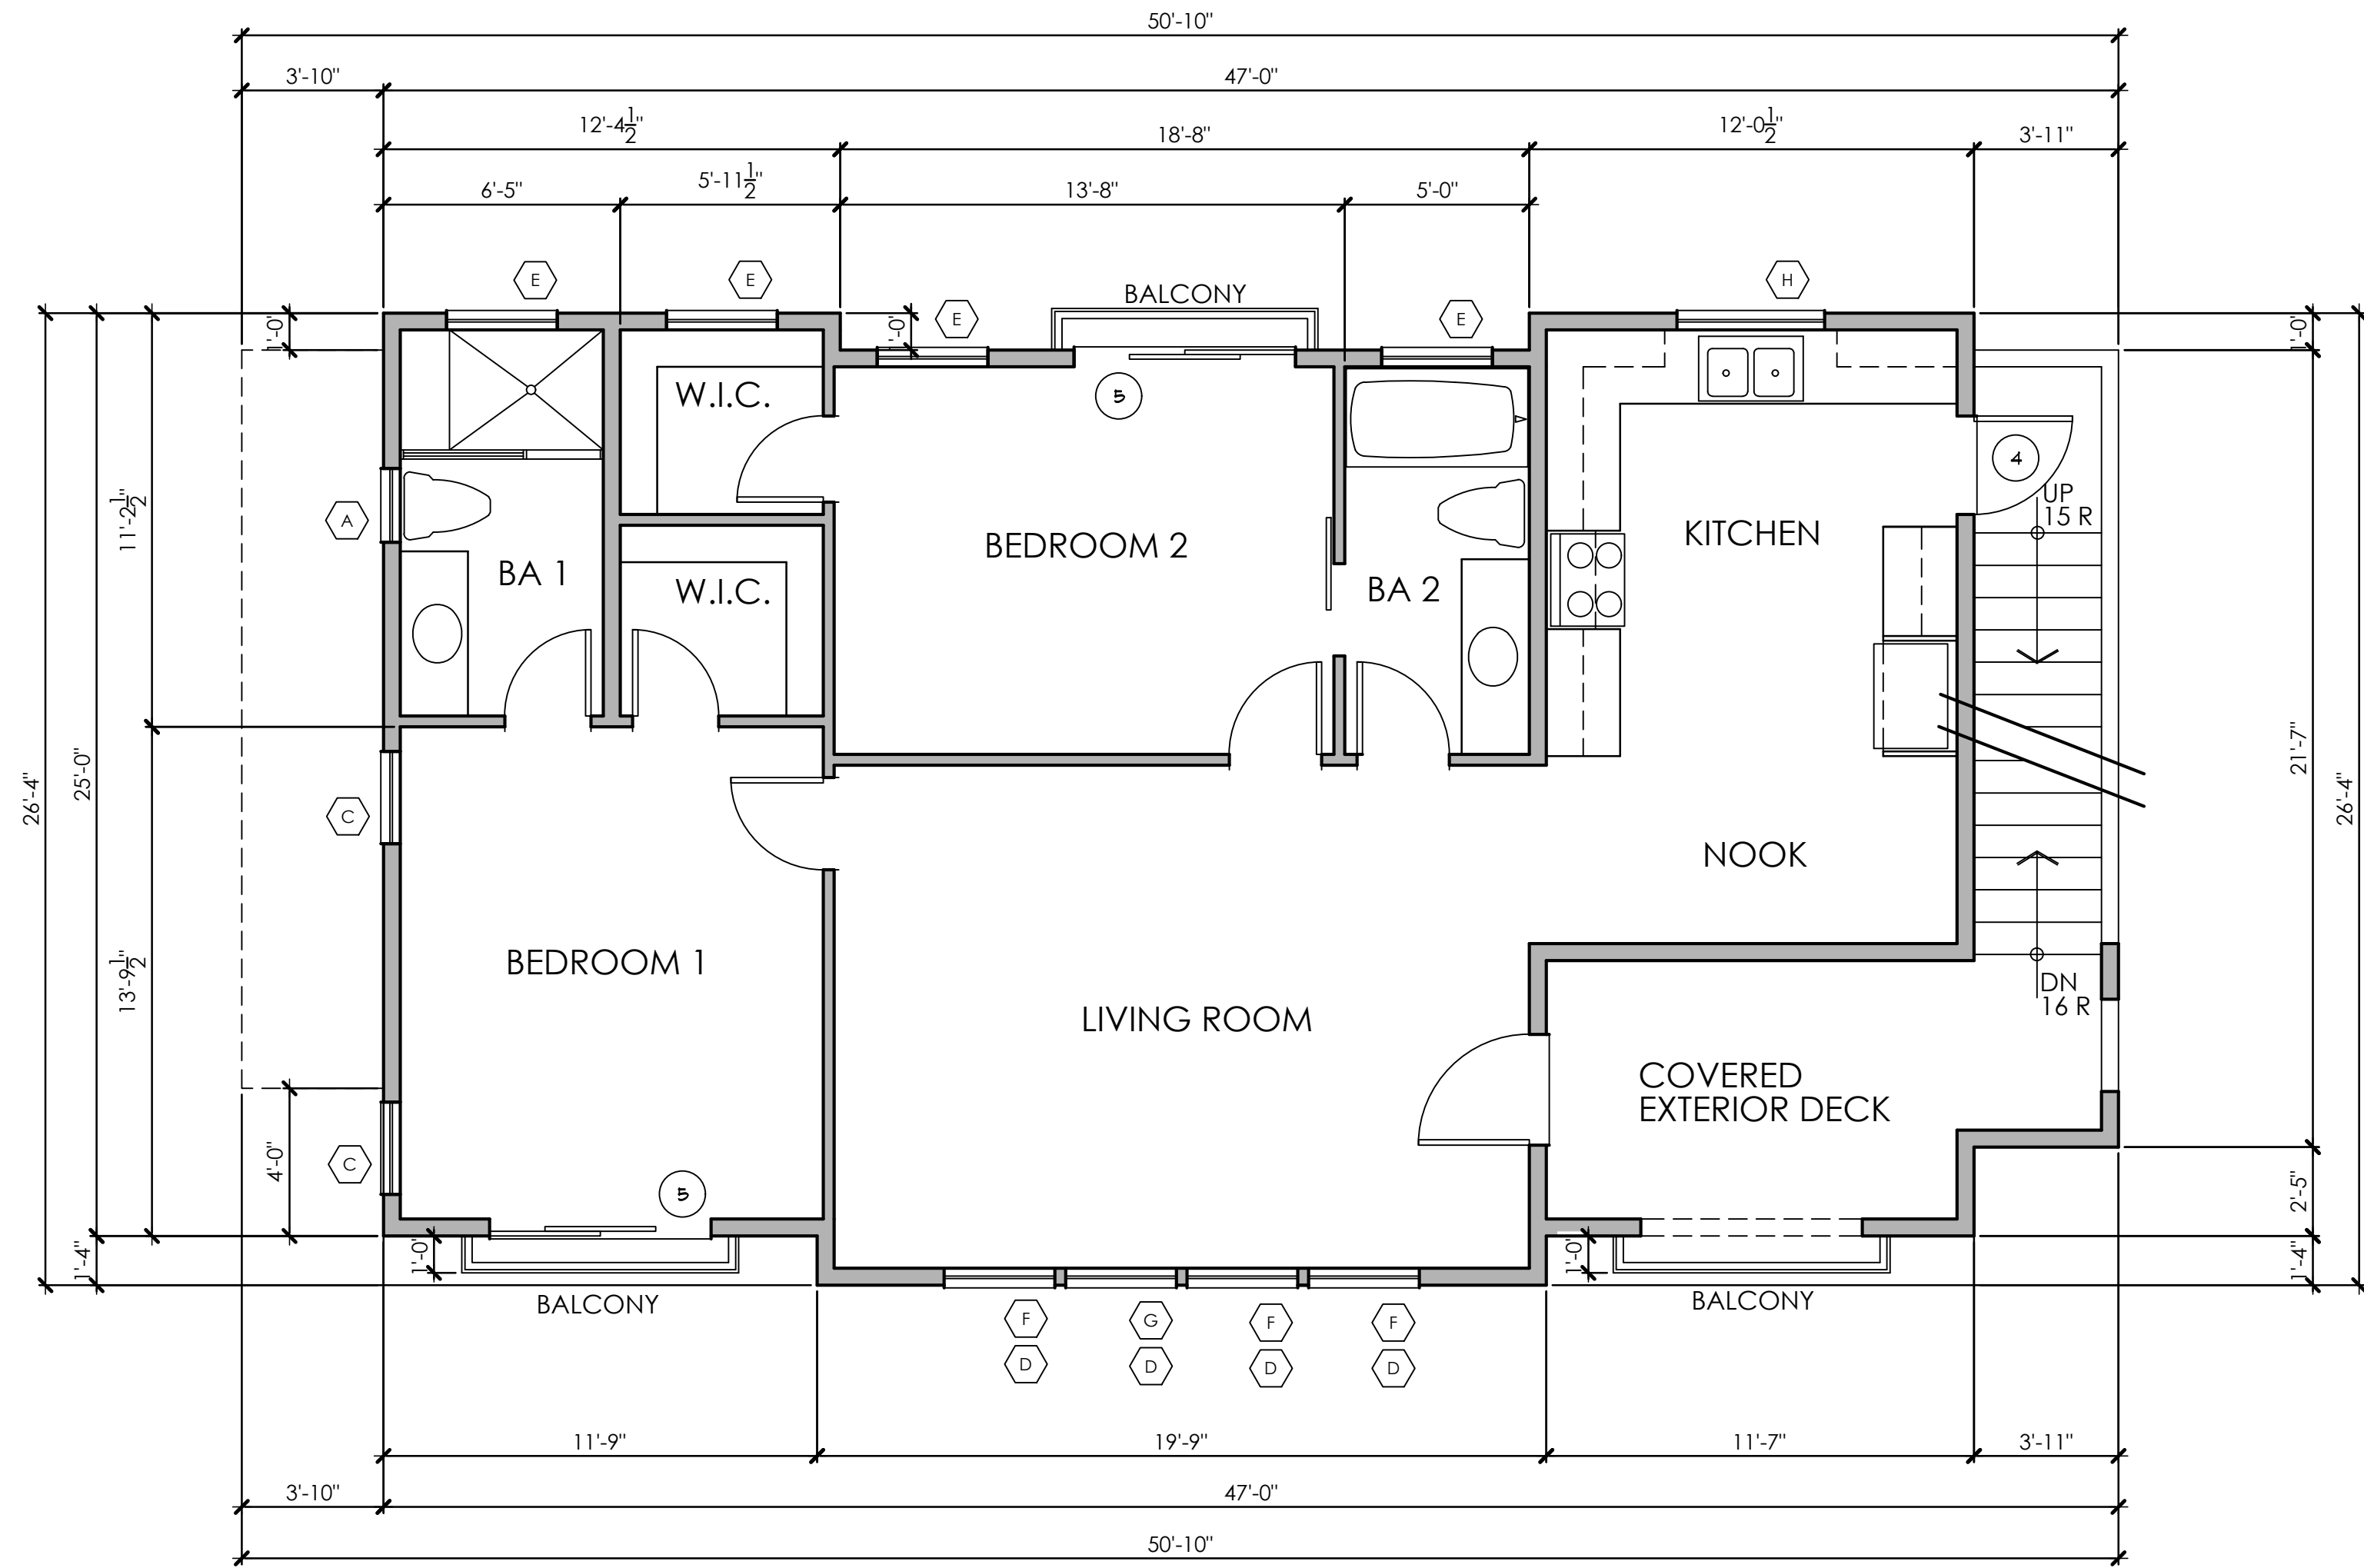 50'-10"
3'-10"
47'-0"
12'-4 1/2"
18'-8"
12'-0 1/2"
3'-11"
6'-5"
5'-11 1/2"
13'-8"
5'-0"
E
E
E
BALCONY
E
H
1'-0"
1'-0"
1'-0"
W.I.C.
5
4
UP
15 R
11'-2 1/2"
A
BA 1
W.I.C.
BEDROOM 2
BA 2
KITCHEN
26'-4"
25'-0"
C
21'-7"
26'-4"
NOOK
13'-9 1/2"
BEDROOM 1
LIVING ROOM
DN
16 R
COVERED
EXTERIOR DECK
4'-0"
C
5
2'-5"
1'-4"
1'-0"
1'-0"
1'-4"
BALCONY
BALCONY
F
G
F
F
D
D
D
D
11'-9"
19'-9"
11'-7"
3'-11"
3'-10"
47'-0"
50'-10"